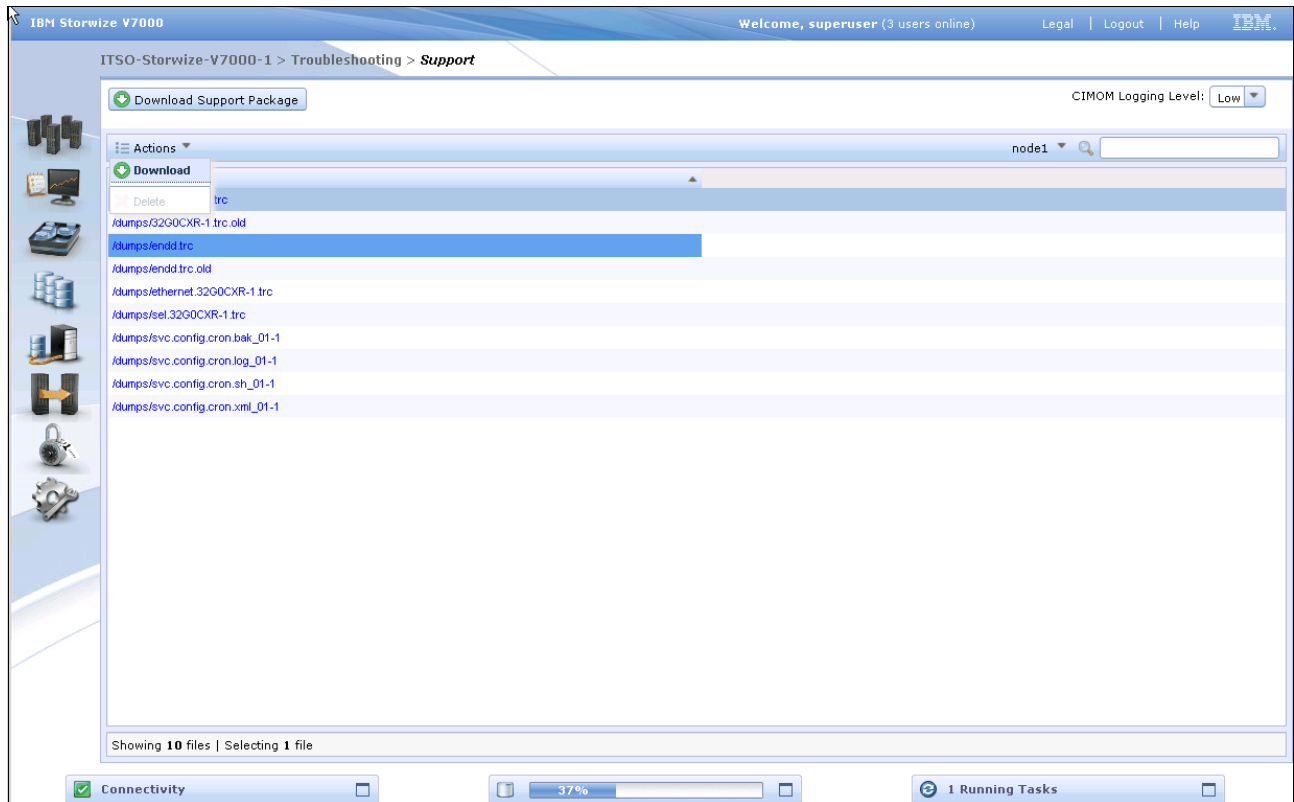 IBM Storwize V7000
Welcome, superuser (3 users online)
Legal | Logout | Help
IBM.
ITSO-Storwize-V7000-1 > Troubleshooting > Support
Download Support Package
CIMOM Logging Level: Low
Actions
node1
Download
Delete
trc
/dumps/32G0CXR-1.trc.old
/dumps/endd.trc
/dumps/endd.trc.old
/dumps/ethernet.32G0CXR-1.trc
/dumps/sel.32G0CXR-1.trc
/dumps/svc.config.cron.bak_01-1
/dumps/svc.config.cron.log_01-1
/dumps/svc.config.cron.sh_01-1
/dumps/svc.config.cron.xml_01-1
Showing 10 files | Selecting 1 file
Connectivity
37%
1 Running Tasks